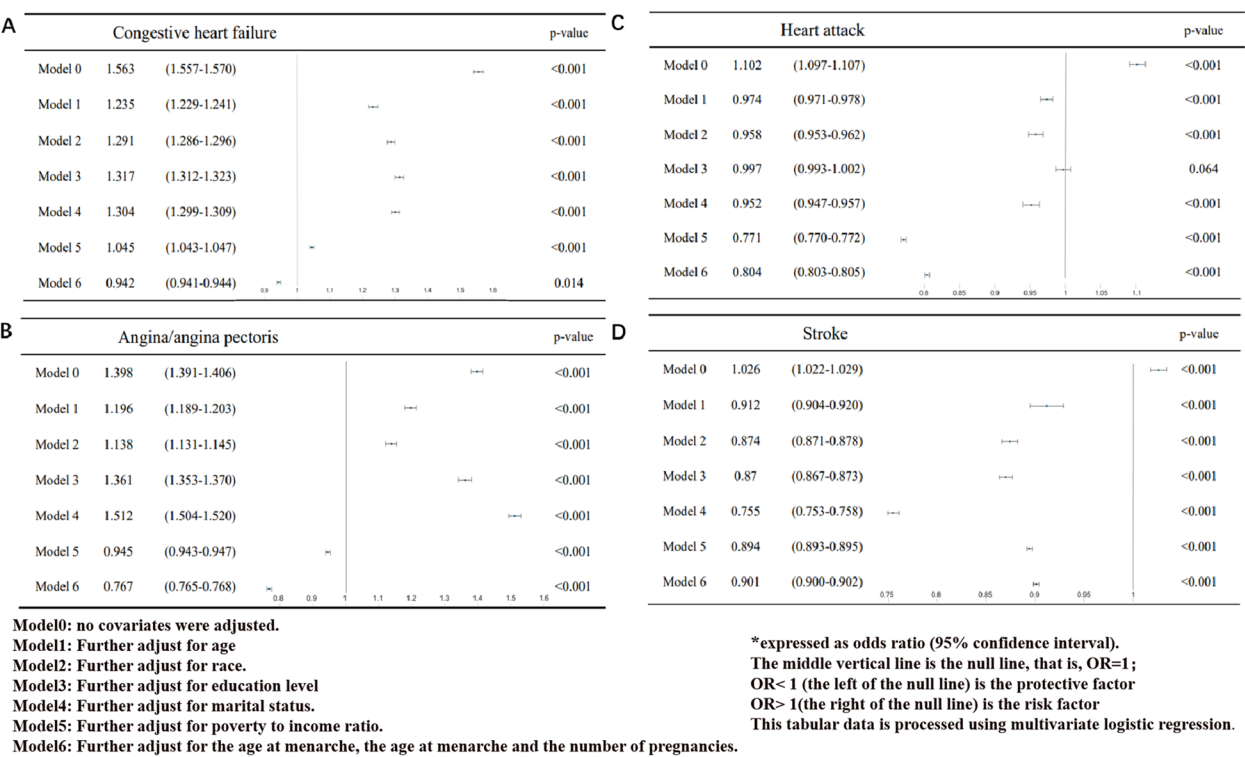 A
Congestive heart failure p-value
Model 0 1.563 (1.557-1.570) <0.001
Model 1 1.235 (1.229-1.241) <0.001
Model 2 1.291 (1.286-1.296) <0.001
Model 3 1.317 (1.312-1.323) <0.001
Model 4 1.304 (1.299-1.309) <0.001
Model 5 1.045 (1.043-1.047) <0.001
Model 6 0.942 (0.941-0.944) 0.014
0.9 1 1.1 1.2 1.3 1.4 1.5 1.6
B
Angina/angina pectoris p-value
Model 0 1.398 (1.391-1.406) <0.001
Model 1 1.196 (1.189-1.203) <0.001
Model 2 1.138 (1.131-1.145) <0.001
Model 3 1.361 (1.353-1.370) <0.001
Model 4 1.512 (1.504-1.520) <0.001
Model 5 0.945 (0.943-0.947) <0.001
Model 6 0.767 (0.765-0.768) <0.001
0.8 0.9 1 1.1 1.2 1.3 1.4 1.5 1.6
C
Heart attack p-value
Model 0 1.102 (1.097-1.107) <0.001
Model 1 0.974 (0.971-0.978) <0.001
Model 2 0.958 (0.953-0.962) <0.001
Model 3 0.997 (0.993-1.002) 0.064
Model 4 0.952 (0.947-0.957) <0.001
Model 5 0.771 (0.770-0.772) <0.001
Model 6 0.804 (0.803-0.805) <0.001
0.8 0.85 0.9 0.95 1 1.05 1.1
D
Stroke p-value
Model 0 1.026 (1.022-1.029) <0.001
Model 1 0.912 (0.904-0.920) <0.001
Model 2 0.874 (0.871-0.878) <0.001
Model 3 0.87 (0.867-0.873) <0.001
Model 4 0.755 (0.753-0.758) <0.001
Model 5 0.894 (0.893-0.895) <0.001
Model 6 0.901 (0.900-0.902) <0.001
0.75 0.8 0.85 0.9 0.95 1
Model0: no covariates were adjusted.
Model1: Further adjust for age
Model2: Further adjust for race.
Model3: Further adjust for education level
Model4: Further adjust for marital status.
Model5: Further adjust for poverty to income ratio.
Model6: Further adjust for the age at menarche, the age at menarche and the number of pregnancies.
*expressed as odds ratio (95% confidence interval).
The middle vertical line is the null line, that is, OR=1;
OR< 1 (the left of the null line) is the protective factor
OR> 1(the right of the null line) is the risk factor
This tabular data is processed using multivariate logistic regression.